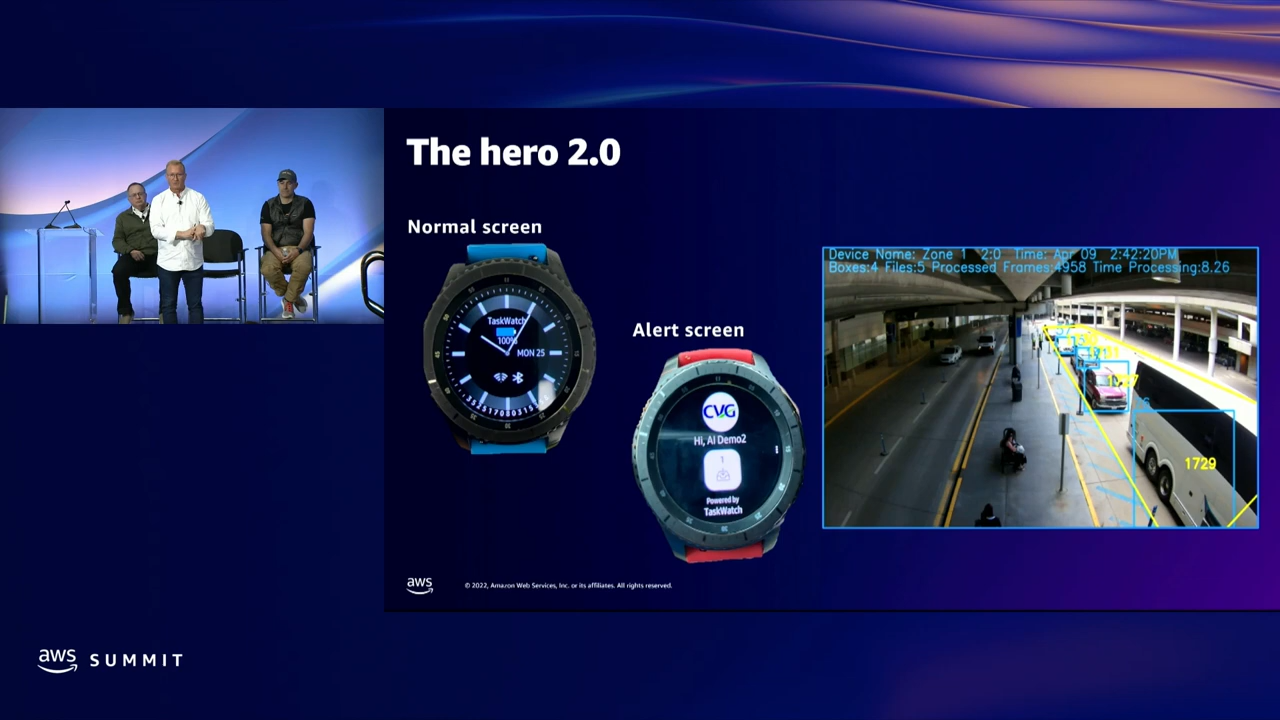 The hero 2.0
Normal screen
TaskWatch
100%
MON 25
Alert screen
CVG
Hi, AI Demo2
1
Powered by
TaskWatch
Device Name: Zone 1 2:0 Time: Apr 09 2:42:20PM
Boxes:4 Files:5 Processed Frames:4958 Time Processing:8.26
1729
aws
© 2022, Amazon Web Services, Inc. or its affiliates. All rights reserved.
aws SUMMIT